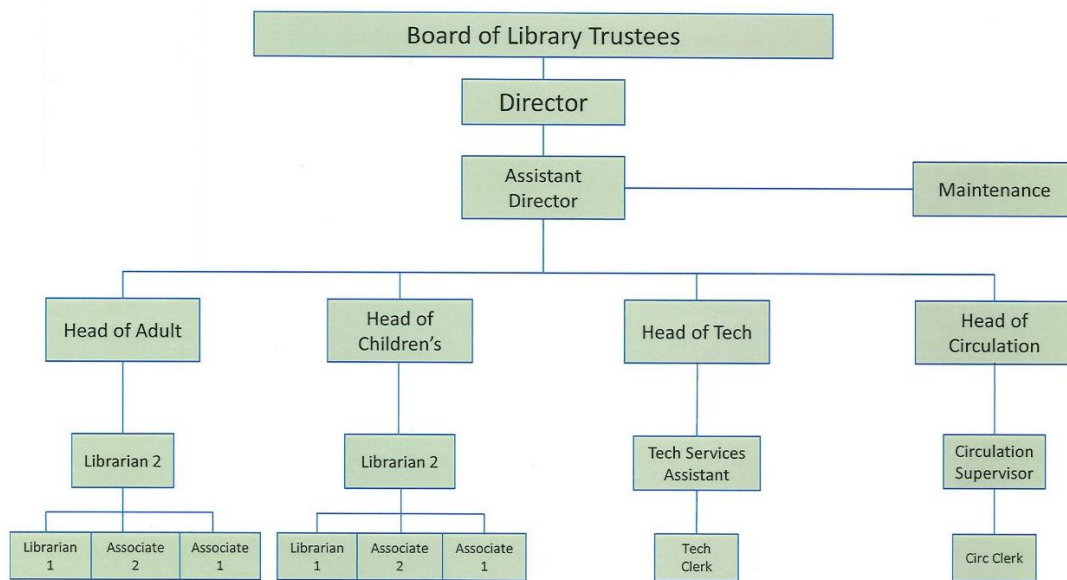 Board of Library Trustees
Director
Assistant
Director
Maintenance
Head of Adult
Head of
Children's
Head of Tech
Head of
Circulation
Librarian 2
Librarian 2
Tech Services
Assistant
Circulation
Supervisor
Librarian
1
Associate
2
Associate
1
Librarian
1
Associate
2
Associate
1
Tech
Clerk
Circ Clerk